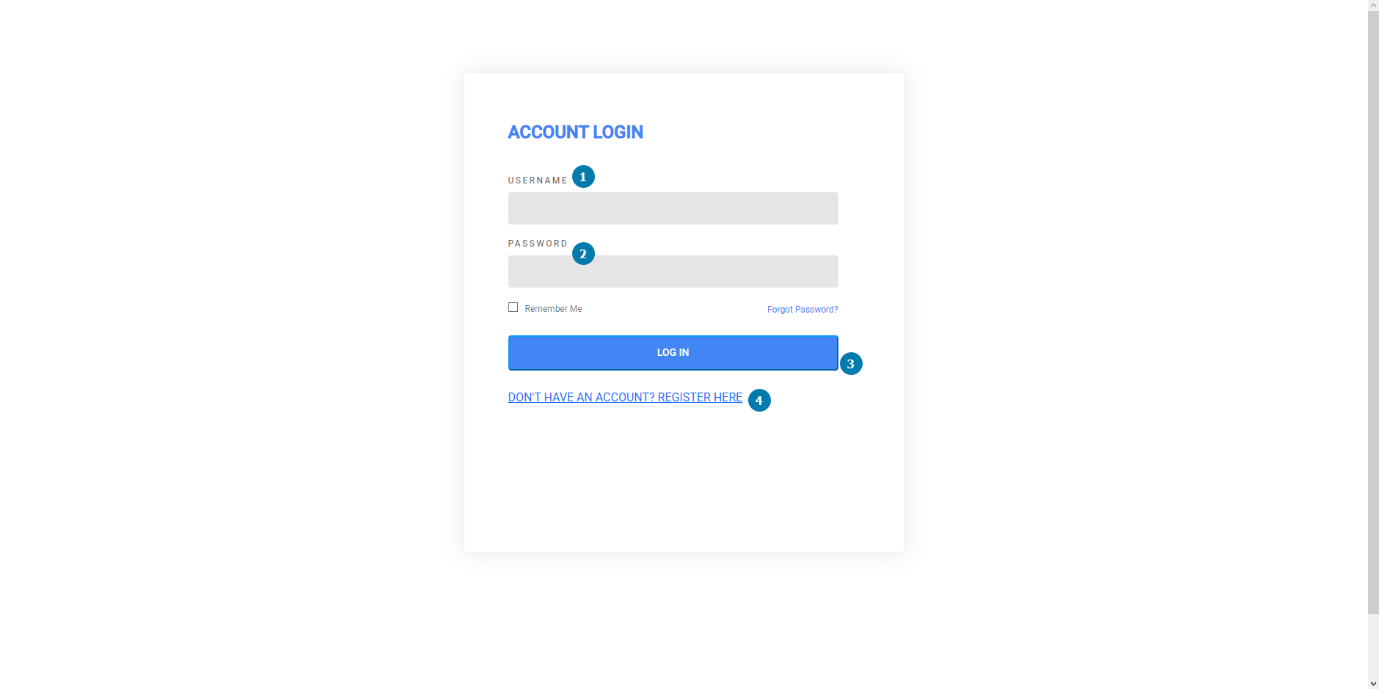 ACCOUNT LOGIN
USERNAME 1
PASSWORD 2
Remember Me Forgot Password?
LOG IN 3
DON'T HAVE AN ACCOUNT? REGISTER HERE 4